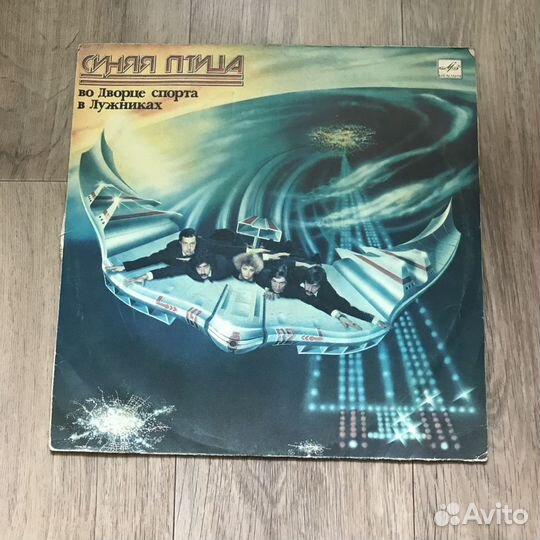 СИНЯЯ ПТИЦА
во Дворце спорта
в Лужниках
Avito